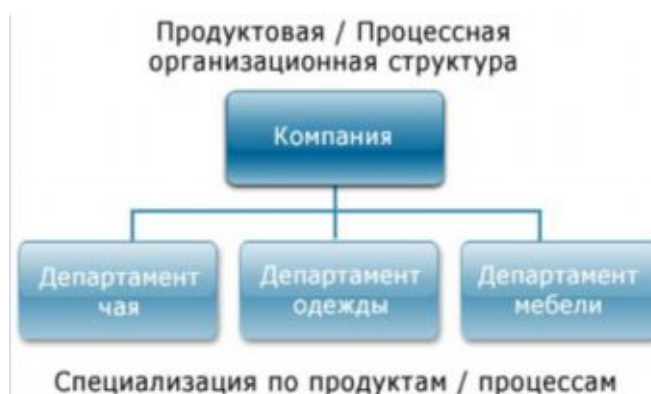 Продуктовая / Процессная
организационная структура
Компания
Департамент
чая
Департамент
одежды
Департамент
мебели
Специализация по продуктам / процессам